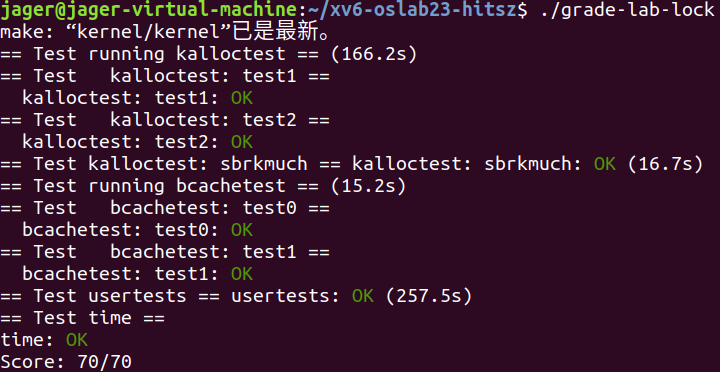 jager@jager-virtual-machine:~/xv6-oslab23-hitsz$ ./grade-lab-lock
make: “kernel/kernel”已是最新。
== Test running kalloctest == (166.2s)
== Test   kalloctest: test1 ==
  kalloctest: test1: OK
== Test   kalloctest: test2 ==
  kalloctest: test2: OK
== Test kalloctest: sbrkmuch == kalloctest: sbrkmuch: OK (16.7s)
== Test running bcachetest == (15.2s)
== Test   bcachetest: test0 ==
  bcachetest: test0: OK
== Test   bcachetest: test1 ==
  bcachetest: test1: OK
== Test usertests == usertests: OK (257.5s)
== Test time ==
time: OK
Score: 70/70